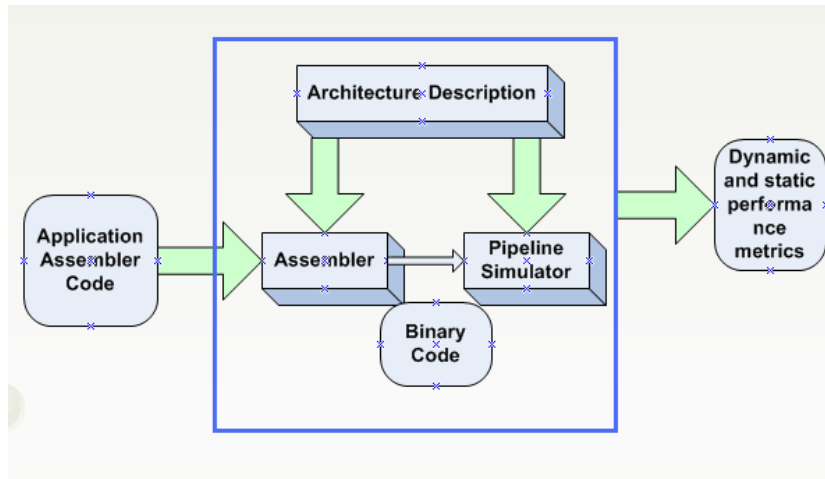 Architecture Description
Application
Assembler
Code
Assembler
Pipeline
Simulator
Binary
Code
Dynamic
and static
performa
nce
metrics